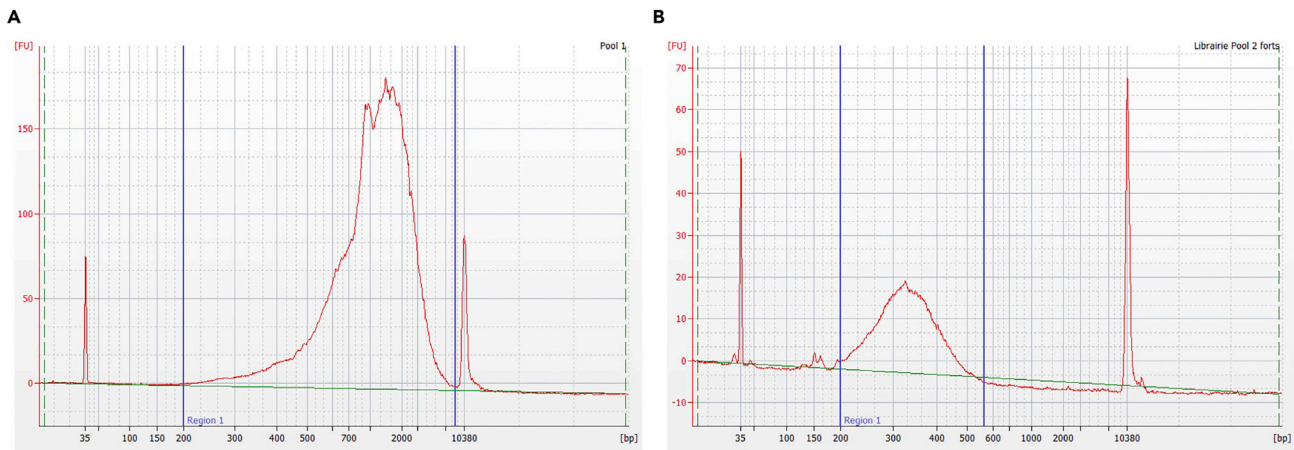 A
[FU]
Pool 1
150
100
50
0
Region 1
35 100 150 200 300 400 500 700 2000 10380 [bp]
B
[FU]
Librairie Pool 2 forts
70
60
50
40
30
20
10
0
-10
Region 1
35 100 150 200 300 400 500 600 1000 2000 10380 [bp]